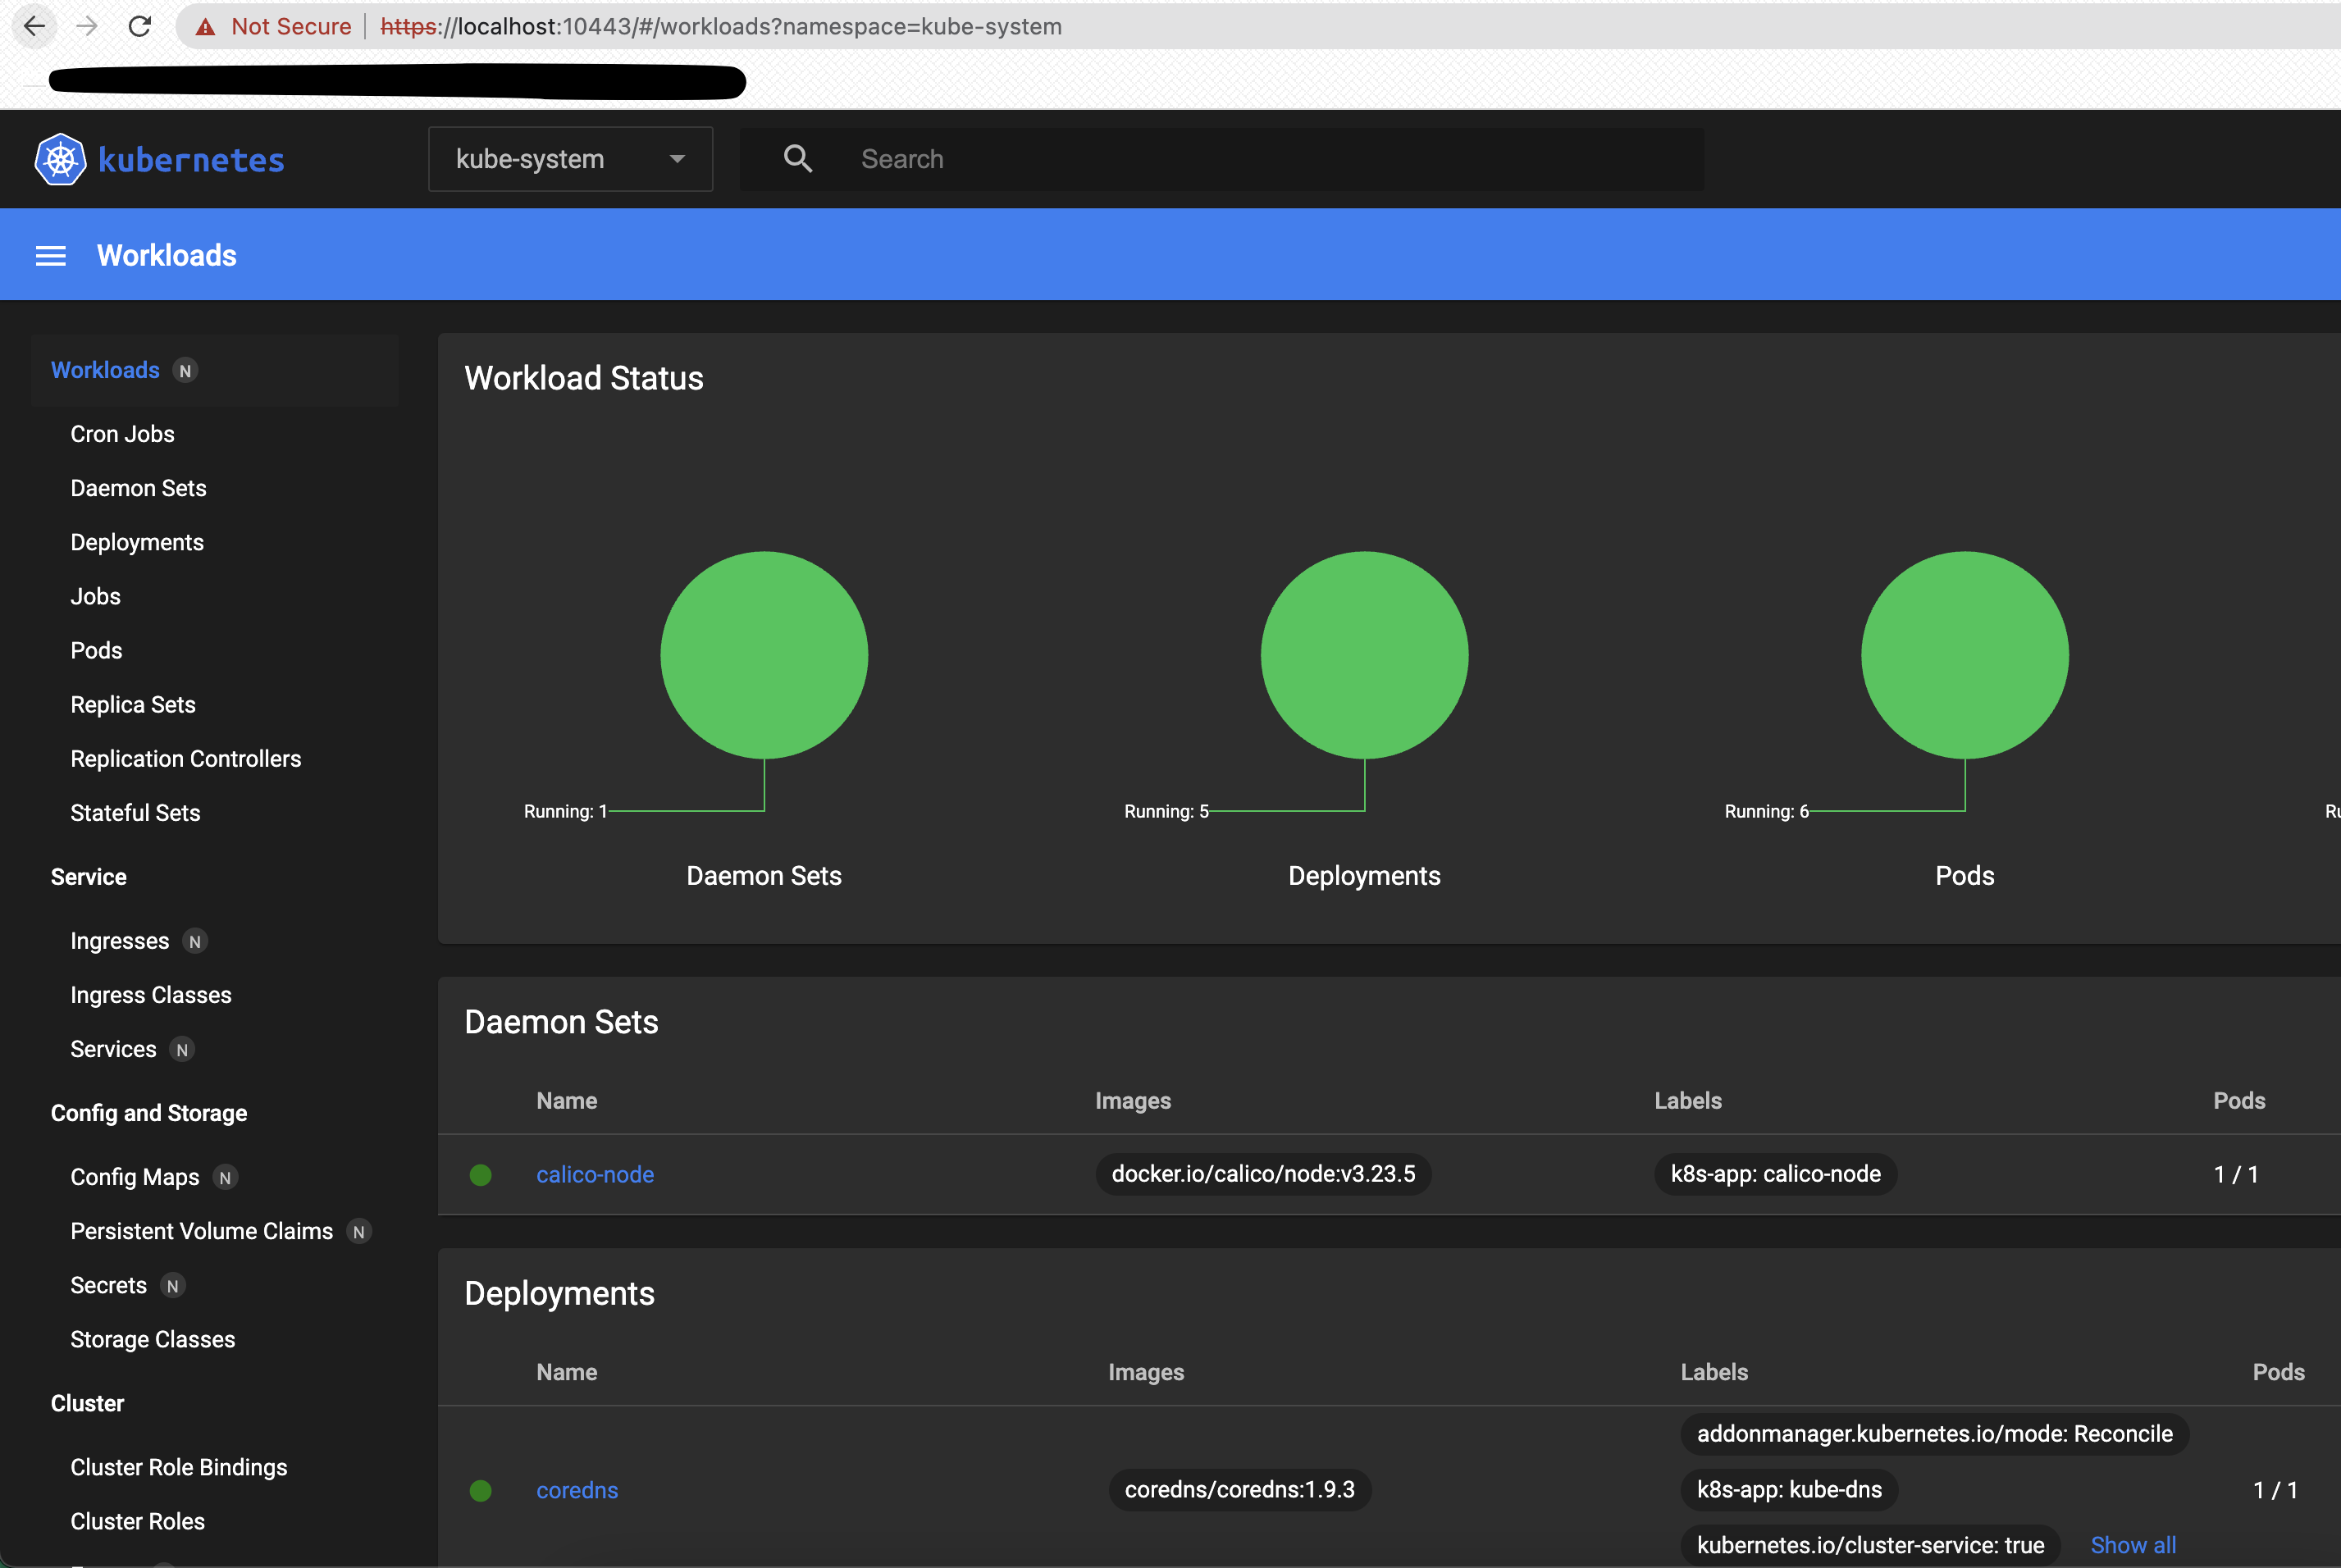 Not Secure https://localhost:10443/#/workloads?namespace=kube-system
kubernetes kube-system Search
Workloads
Workloads N
Cron Jobs
Daemon Sets
Deployments
Jobs
Pods
Replica Sets
Replication Controllers
Stateful Sets
Service
Ingresses N
Ingress Classes
Services N
Config and Storage
Config Maps N
Persistent Volume Claims N
Secrets N
Storage Classes
Cluster
Cluster Role Bindings
Cluster Roles
Workload Status
Running: 1 Running: 5 Running: 6
Daemon Sets Deployments Pods
Daemon Sets
Name Images Labels Pods
calico-node docker.io/calico/node:v3.23.5 k8s-app: calico-node 1 / 1
Deployments
Name Images Labels Pods
addonmanager.kubernetes.io/mode: Reconcile
coredns coredns/coredns:1.9.3 k8s-app: kube-dns 1 / 1
kubernetes.io/cluster-service: true Show all